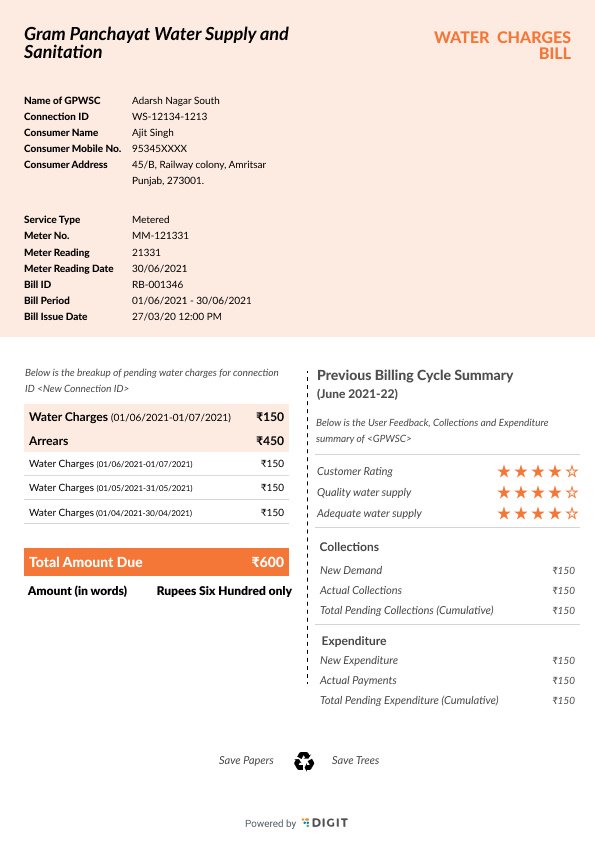 Gram Panchayat Water Supply and
Sanitation
WATER CHARGES
BILL
Name of GPWSC Adarsh Nagar South
Connection ID WS-12134-1213
Consumer Name Ajit Singh
Consumer Mobile No. 95345XXXX
Consumer Address 45/B, Railway colony, Amritsar
Punjab, 273001.
Service Type Metered
Meter No. MM-121331
Meter Reading 21331
Meter Reading Date 30/06/2021
Bill ID RB-001346
Bill Period 01/06/2021 - 30/06/2021
Bill Issue Date 27/03/20 12:00 PM
Below is the breakup of pending water charges for connection
ID <New Connection ID>
Water Charges (01/06/2021-01/07/2021) ₹150
Arrears ₹450
Water Charges (01/06/2021-01/07/2021) ₹150
Water Charges (01/05/2021-31/05/2021) ₹150
Water Charges (01/04/2021-30/04/2021) ₹150
Total Amount Due ₹600
Amount (in words) Rupees Six Hundred only
Previous Billing Cycle Summary
(June 2021-22)
Below is the User Feedback, Collections and Expenditure
summary of <GPWSC>
Customer Rating
Quality water supply
Adequate water supply
Collections
New Demand ₹150
Actual Collections ₹150
Total Pending Collections (Cumulative) ₹150
Expenditure
New Expenditure ₹150
Actual Payments ₹150
Total Pending Expenditure (Cumulative) ₹150
Save Papers Save Trees
Powered by DIGIT